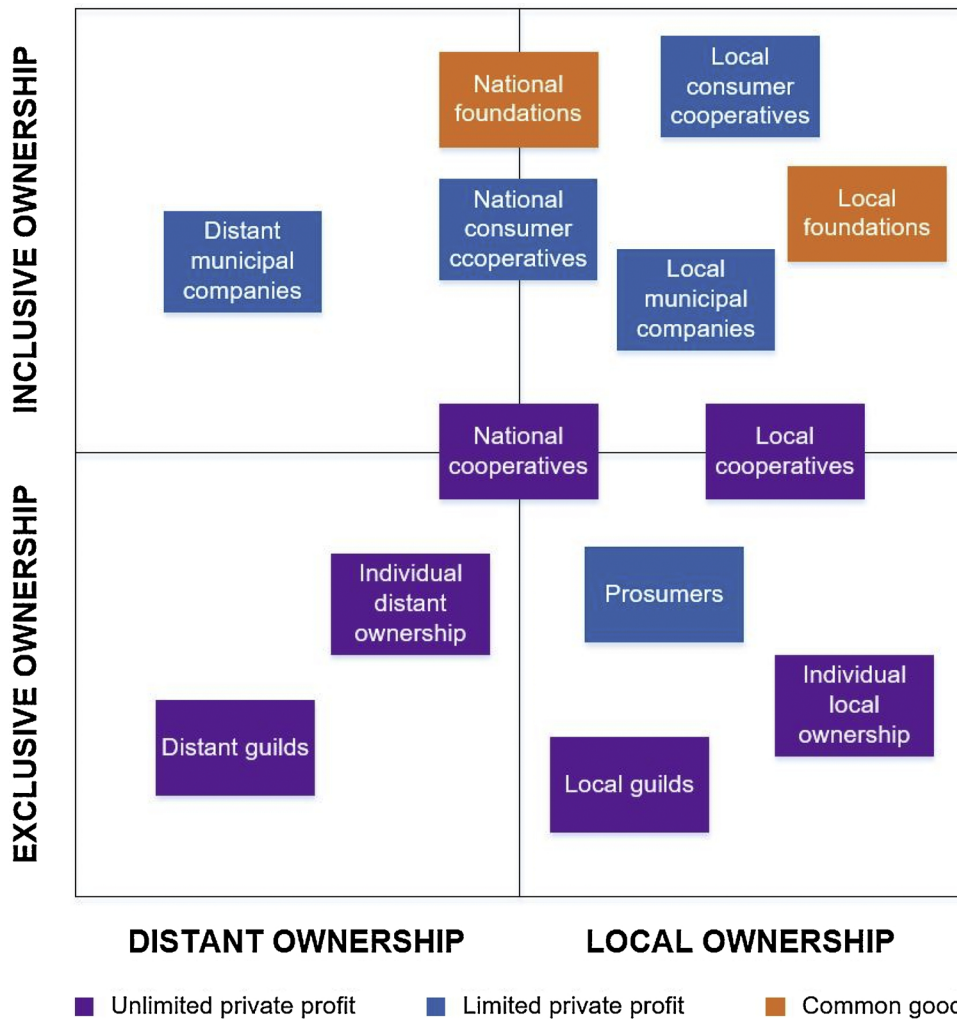 INCLUSIVE OWNERSHIP
EXCLUSIVE OWNERSHIP
National
foundations
Local
consumer
cooperatives
Distant
municipal
companies
National
consumer
ccooperatives
Local
foundations
Local
municipal
companies
National
cooperatives
Local
cooperatives
Individual
distant
ownership
Prosumers
Individual
local
ownership
Distant guilds
Local guilds
DISTANT OWNERSHIP
LOCAL OWNERSHIP
Unlimited private profit
Limited private profit
Common good